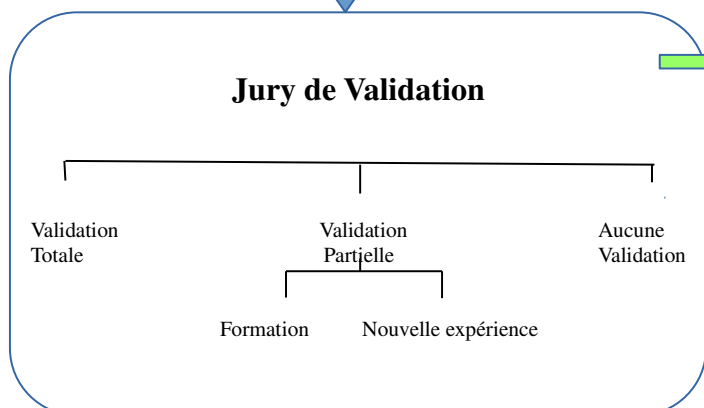 Jury de Validation
Validation
Totale
Validation
Partielle
Aucune
Validation
Formation
Nouvelle expérience